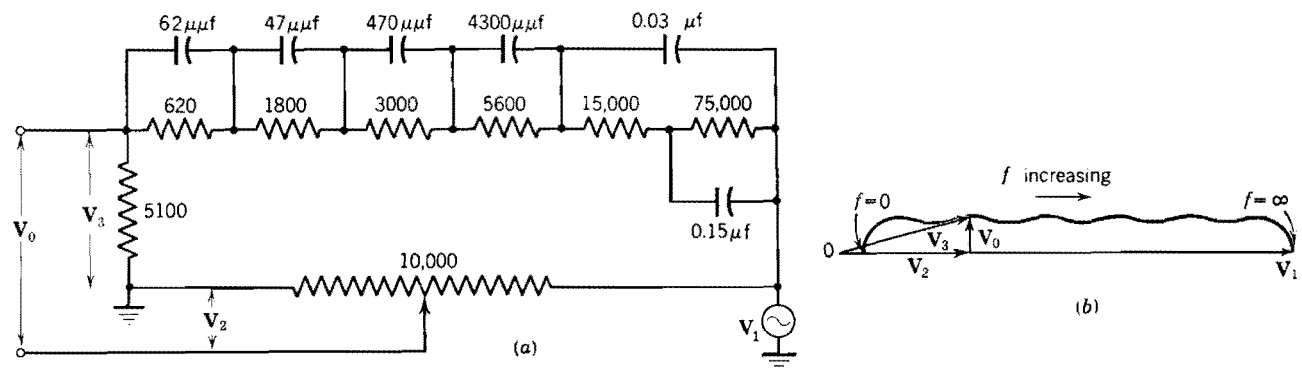 62μμf 47μμf 470μμf 4300μμf 0.03 μf
620 1800 3000 5600 15,000 75,000
V₀ V₃ 5100 0.15μf
10,000
V₂ V₁
(a)
f increasing
f=0 f=∞
0 V₃ V₀
V₂ V₁
(b)